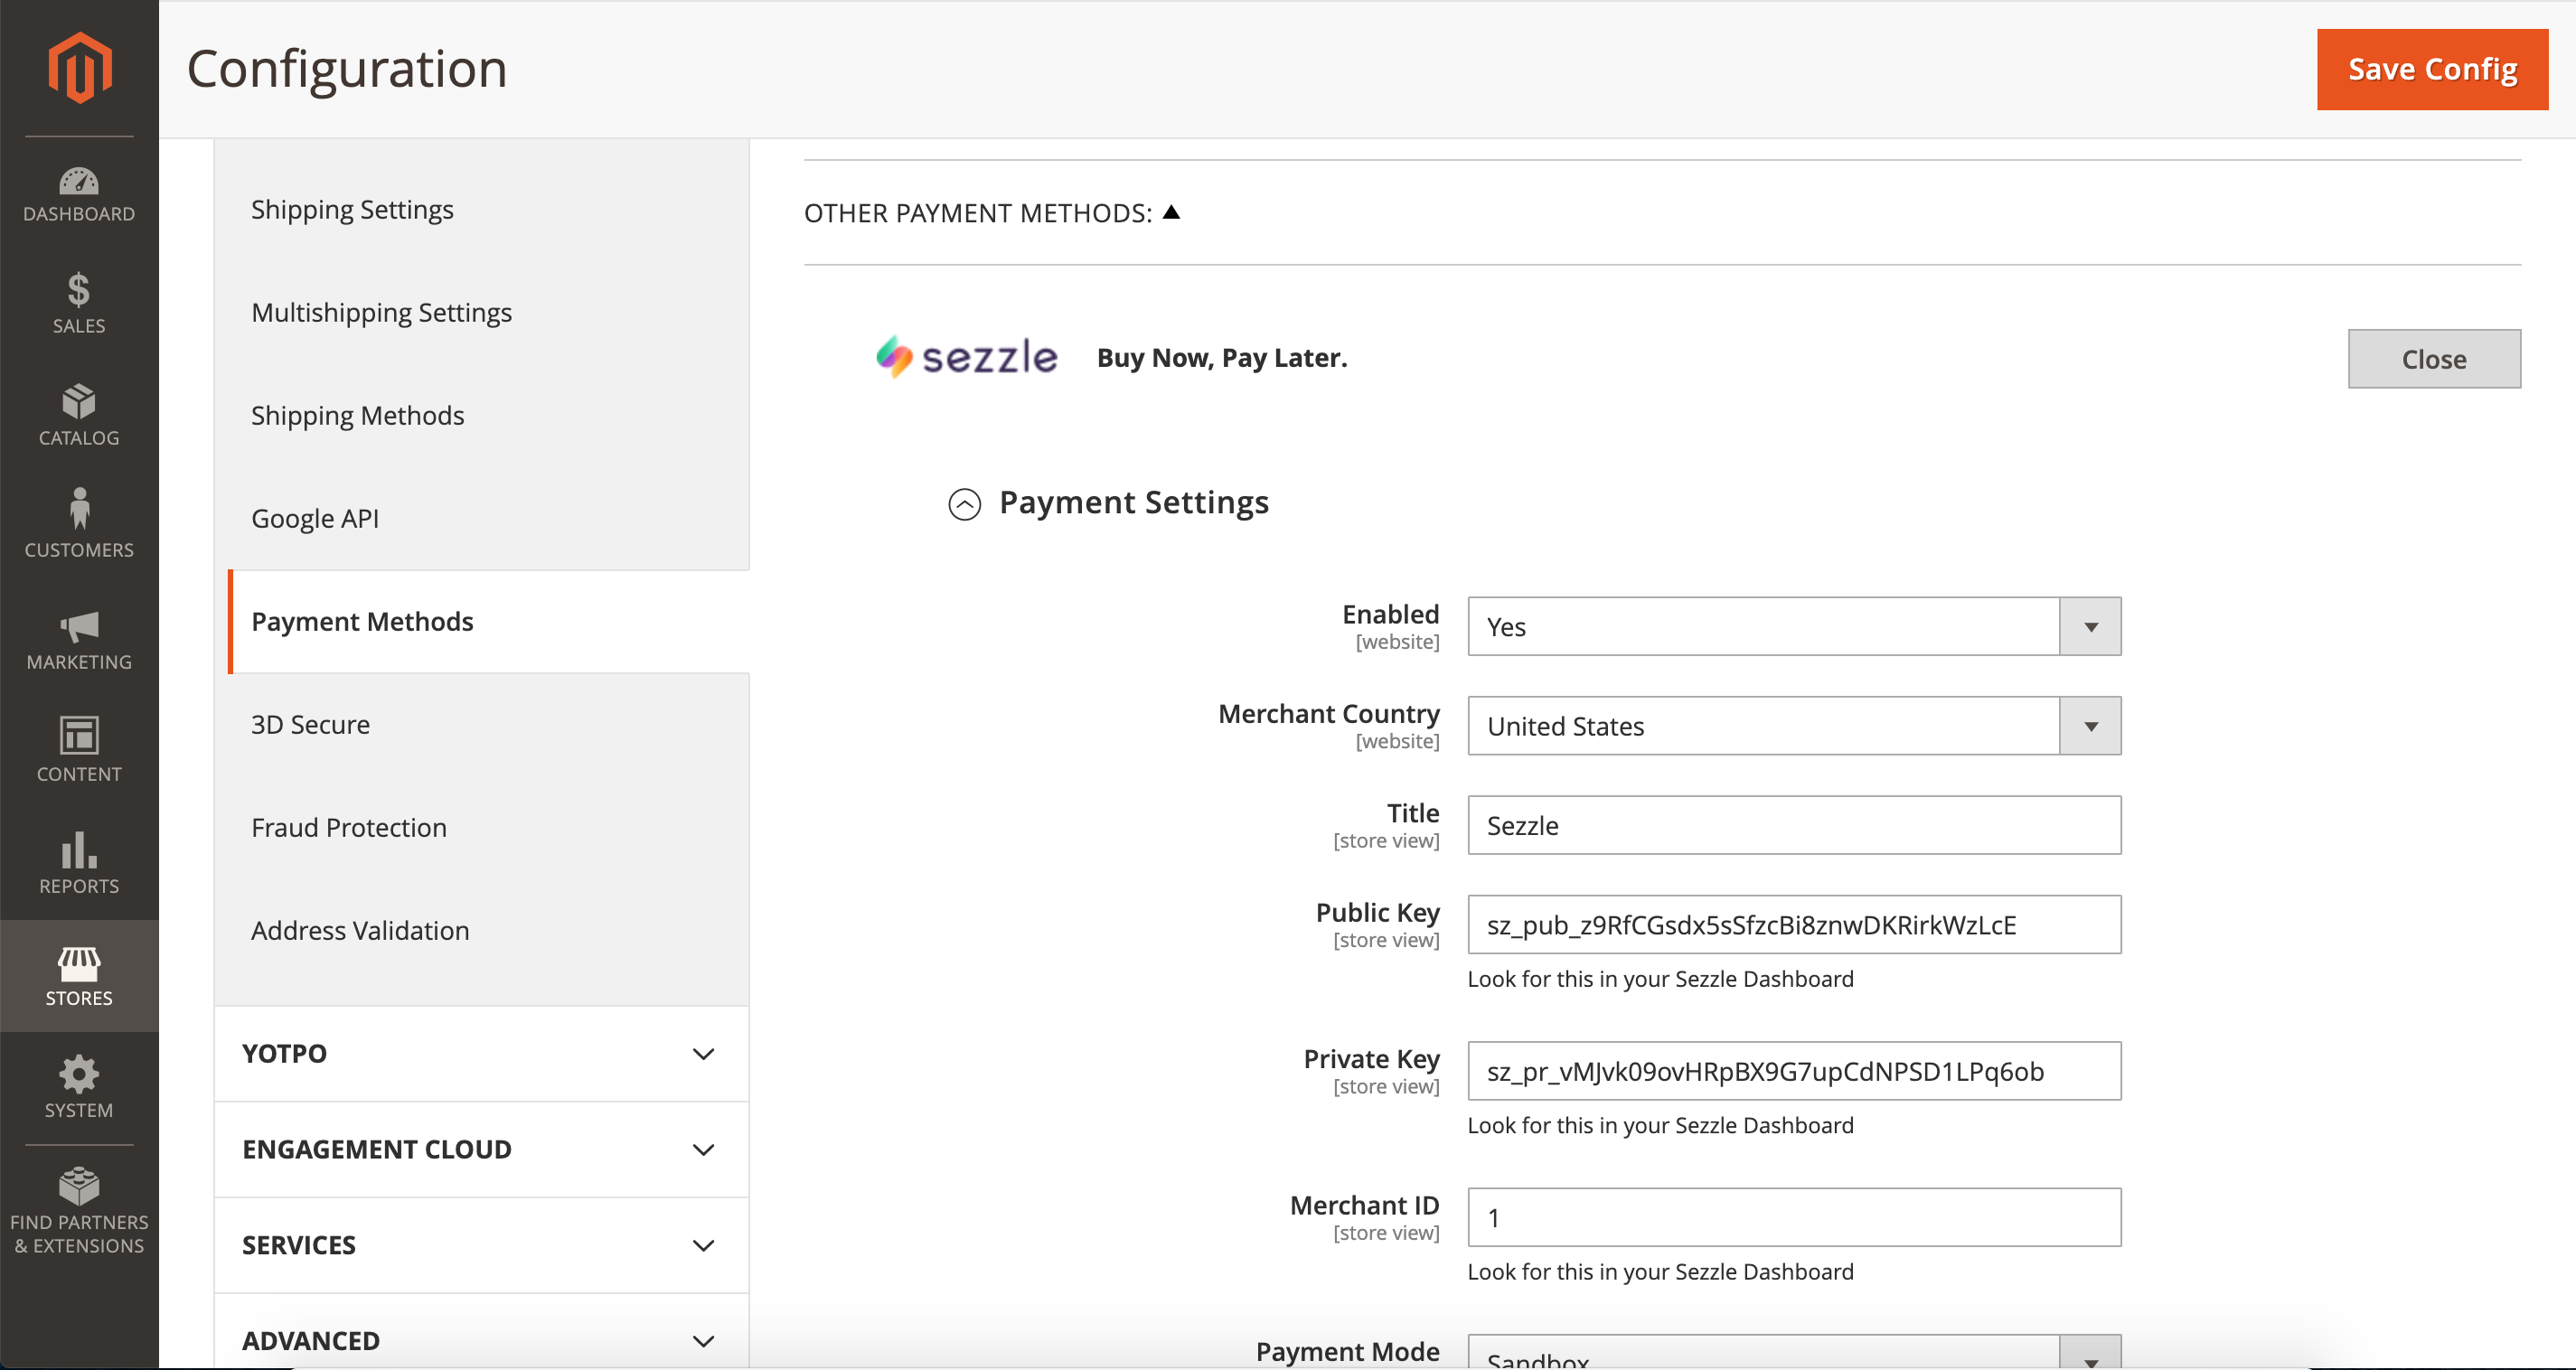 Configuration
Save Config
DASHBOARD
SALES
CATALOG
CUSTOMERS
MARKETING
CONTENT
REPORTS
STORES
SYSTEM
FIND PARTNERS
& EXTENSIONS
Shipping Settings
Multishipping Settings
Shipping Methods
Google API
Payment Methods
3D Secure
Fraud Protection
Address Validation
YOTPO
ENGAGEMENT CLOUD
SERVICES
ADVANCED
OTHER PAYMENT METHODS:
sezzle Buy Now, Pay Later.
Close
Payment Settings
Enabled
[website]
Yes
Merchant Country
[website]
United States
Title
[store view]
Sezzle
Public Key
[store view]
sz_pub_z9RfCGsdx5sSfzcBi8znwDKRirkWzLcE
Look for this in your Sezzle Dashboard
Private Key
[store view]
sz_pr_vMJvk09ovHRpBX9G7upCdNPSD1LPq6ob
Look for this in your Sezzle Dashboard
Merchant ID
[store view]
1
Look for this in your Sezzle Dashboard
Payment Mode
Sandbox